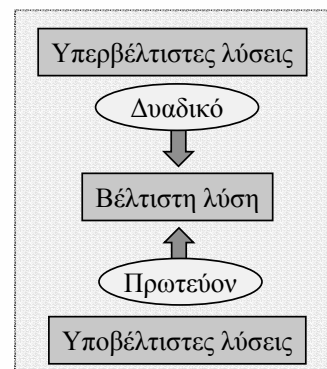 Υπερβέλτιστες λύσεις
Δυαδικό
Βέλτιστη λύση
Πρωτεύον
Υποβέλτιστες λύσεις